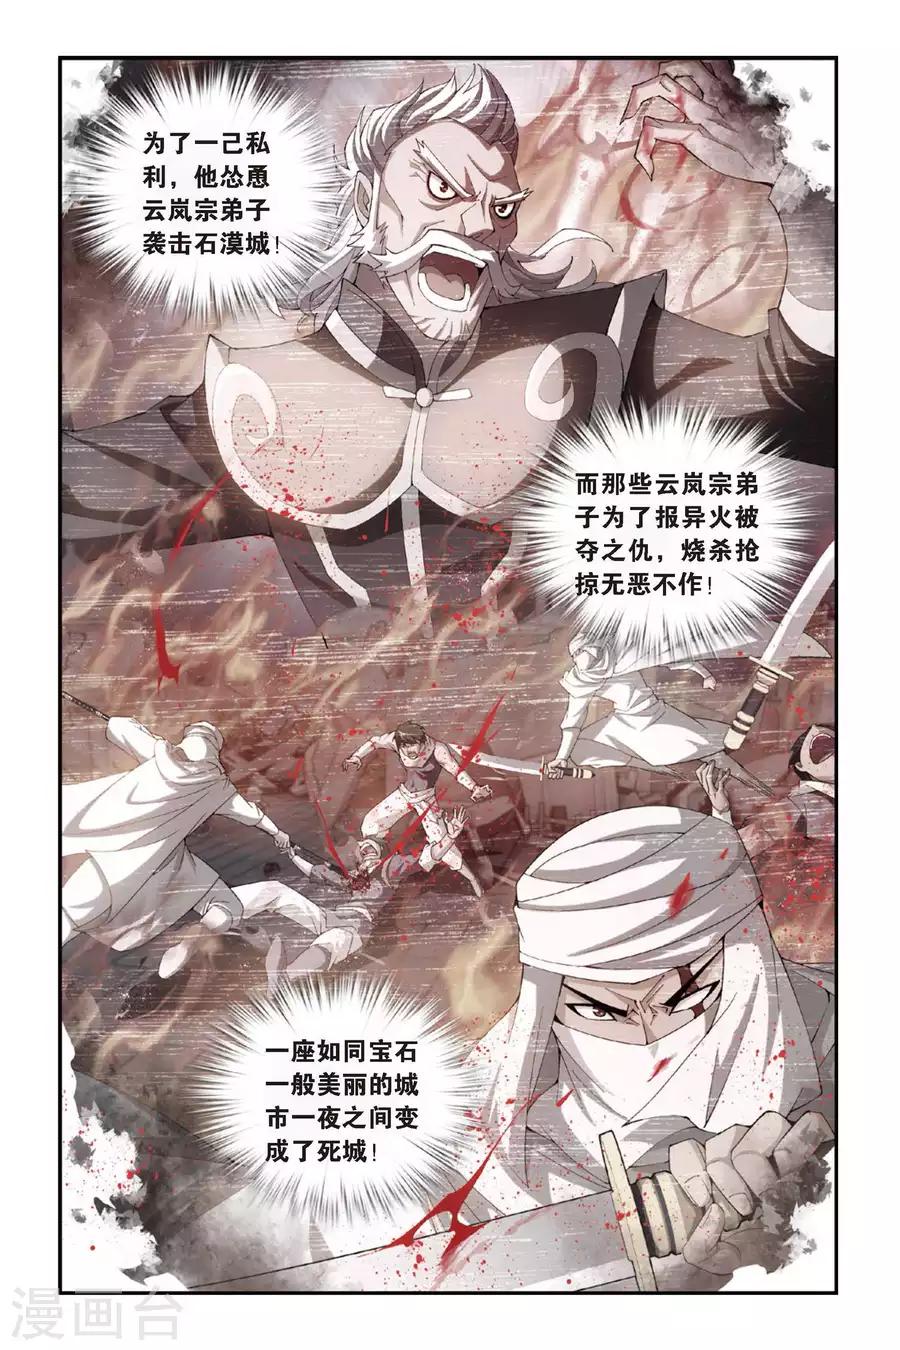 为了一己私
利，他怂恿
云岚宗弟子
袭击石漠城！
而那些云岚宗弟
子为了报异火被
夺之仇，烧杀抢
掠无恶不作！
一座如同宝石
一般美丽的城
市一夜之间变
成了死城！
漫画台